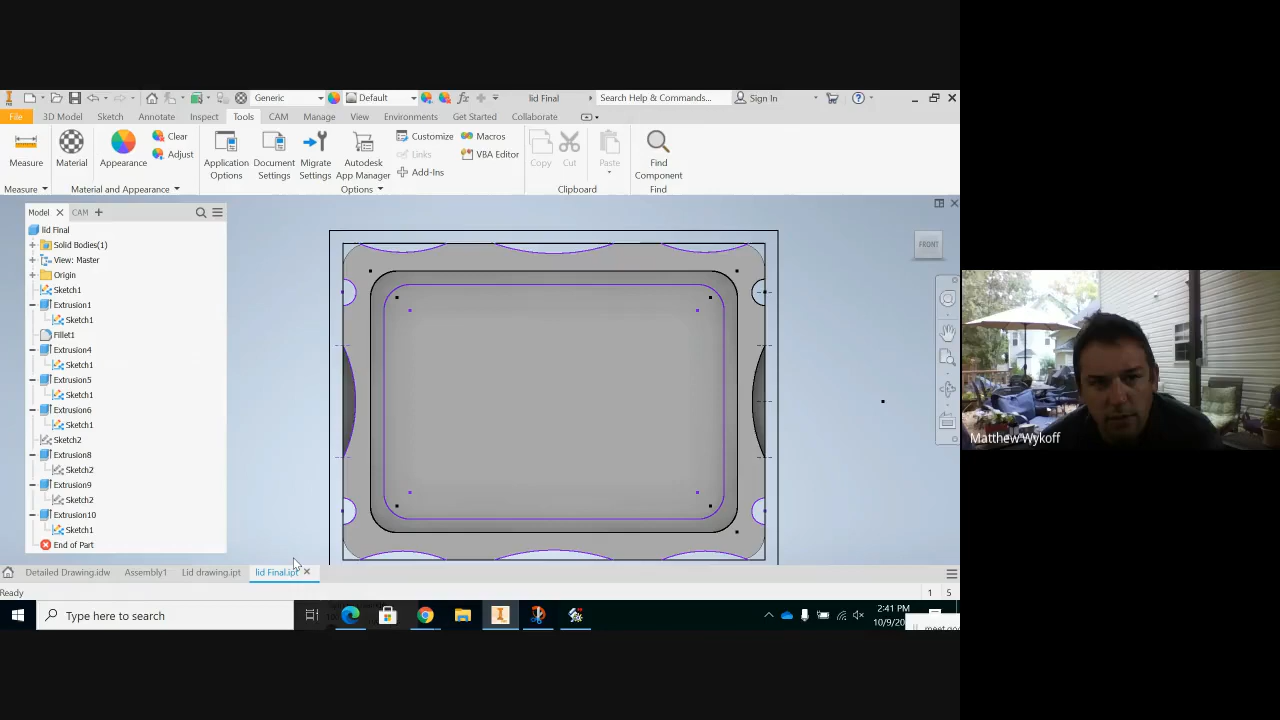 Generic
Default
lid Final
Search Help & Commands...
Sign In
File
3D Model
Sketch
Annotate
Inspect
Tools
CAM
Manage
View
Environments
Get Started
Collaborate
Measure
Material
Appearance
Clear
Adjust
Application
Options
Document
Settings
Migrate
Settings
Autodesk
App Manager
Customize
Links
Add-Ins
Macros
VBA Editor
Copy
Cut
Paste
Find
Component
Measure
Material and Appearance
Options
Clipboard
Find
Model
CAM
FRONT
lid Final
Solid Bodies(1)
View: Master
Origin
Sketch1
Extrusion1
Sketch1
Fillet1
Extrusion4
Sketch1
Extrusion5
Sketch1
Extrusion6
Sketch1
Sketch2
Extrusion8
Sketch2
Extrusion9
Sketch2
Extrusion10
Sketch1
End of Part
Matthew Wykoff
Detailed Drawing.idw
Assembly1
Lid drawing.ipt
lid Final.ipt
Ready
1
5
Type here to search
2:41 PM
10/9/20